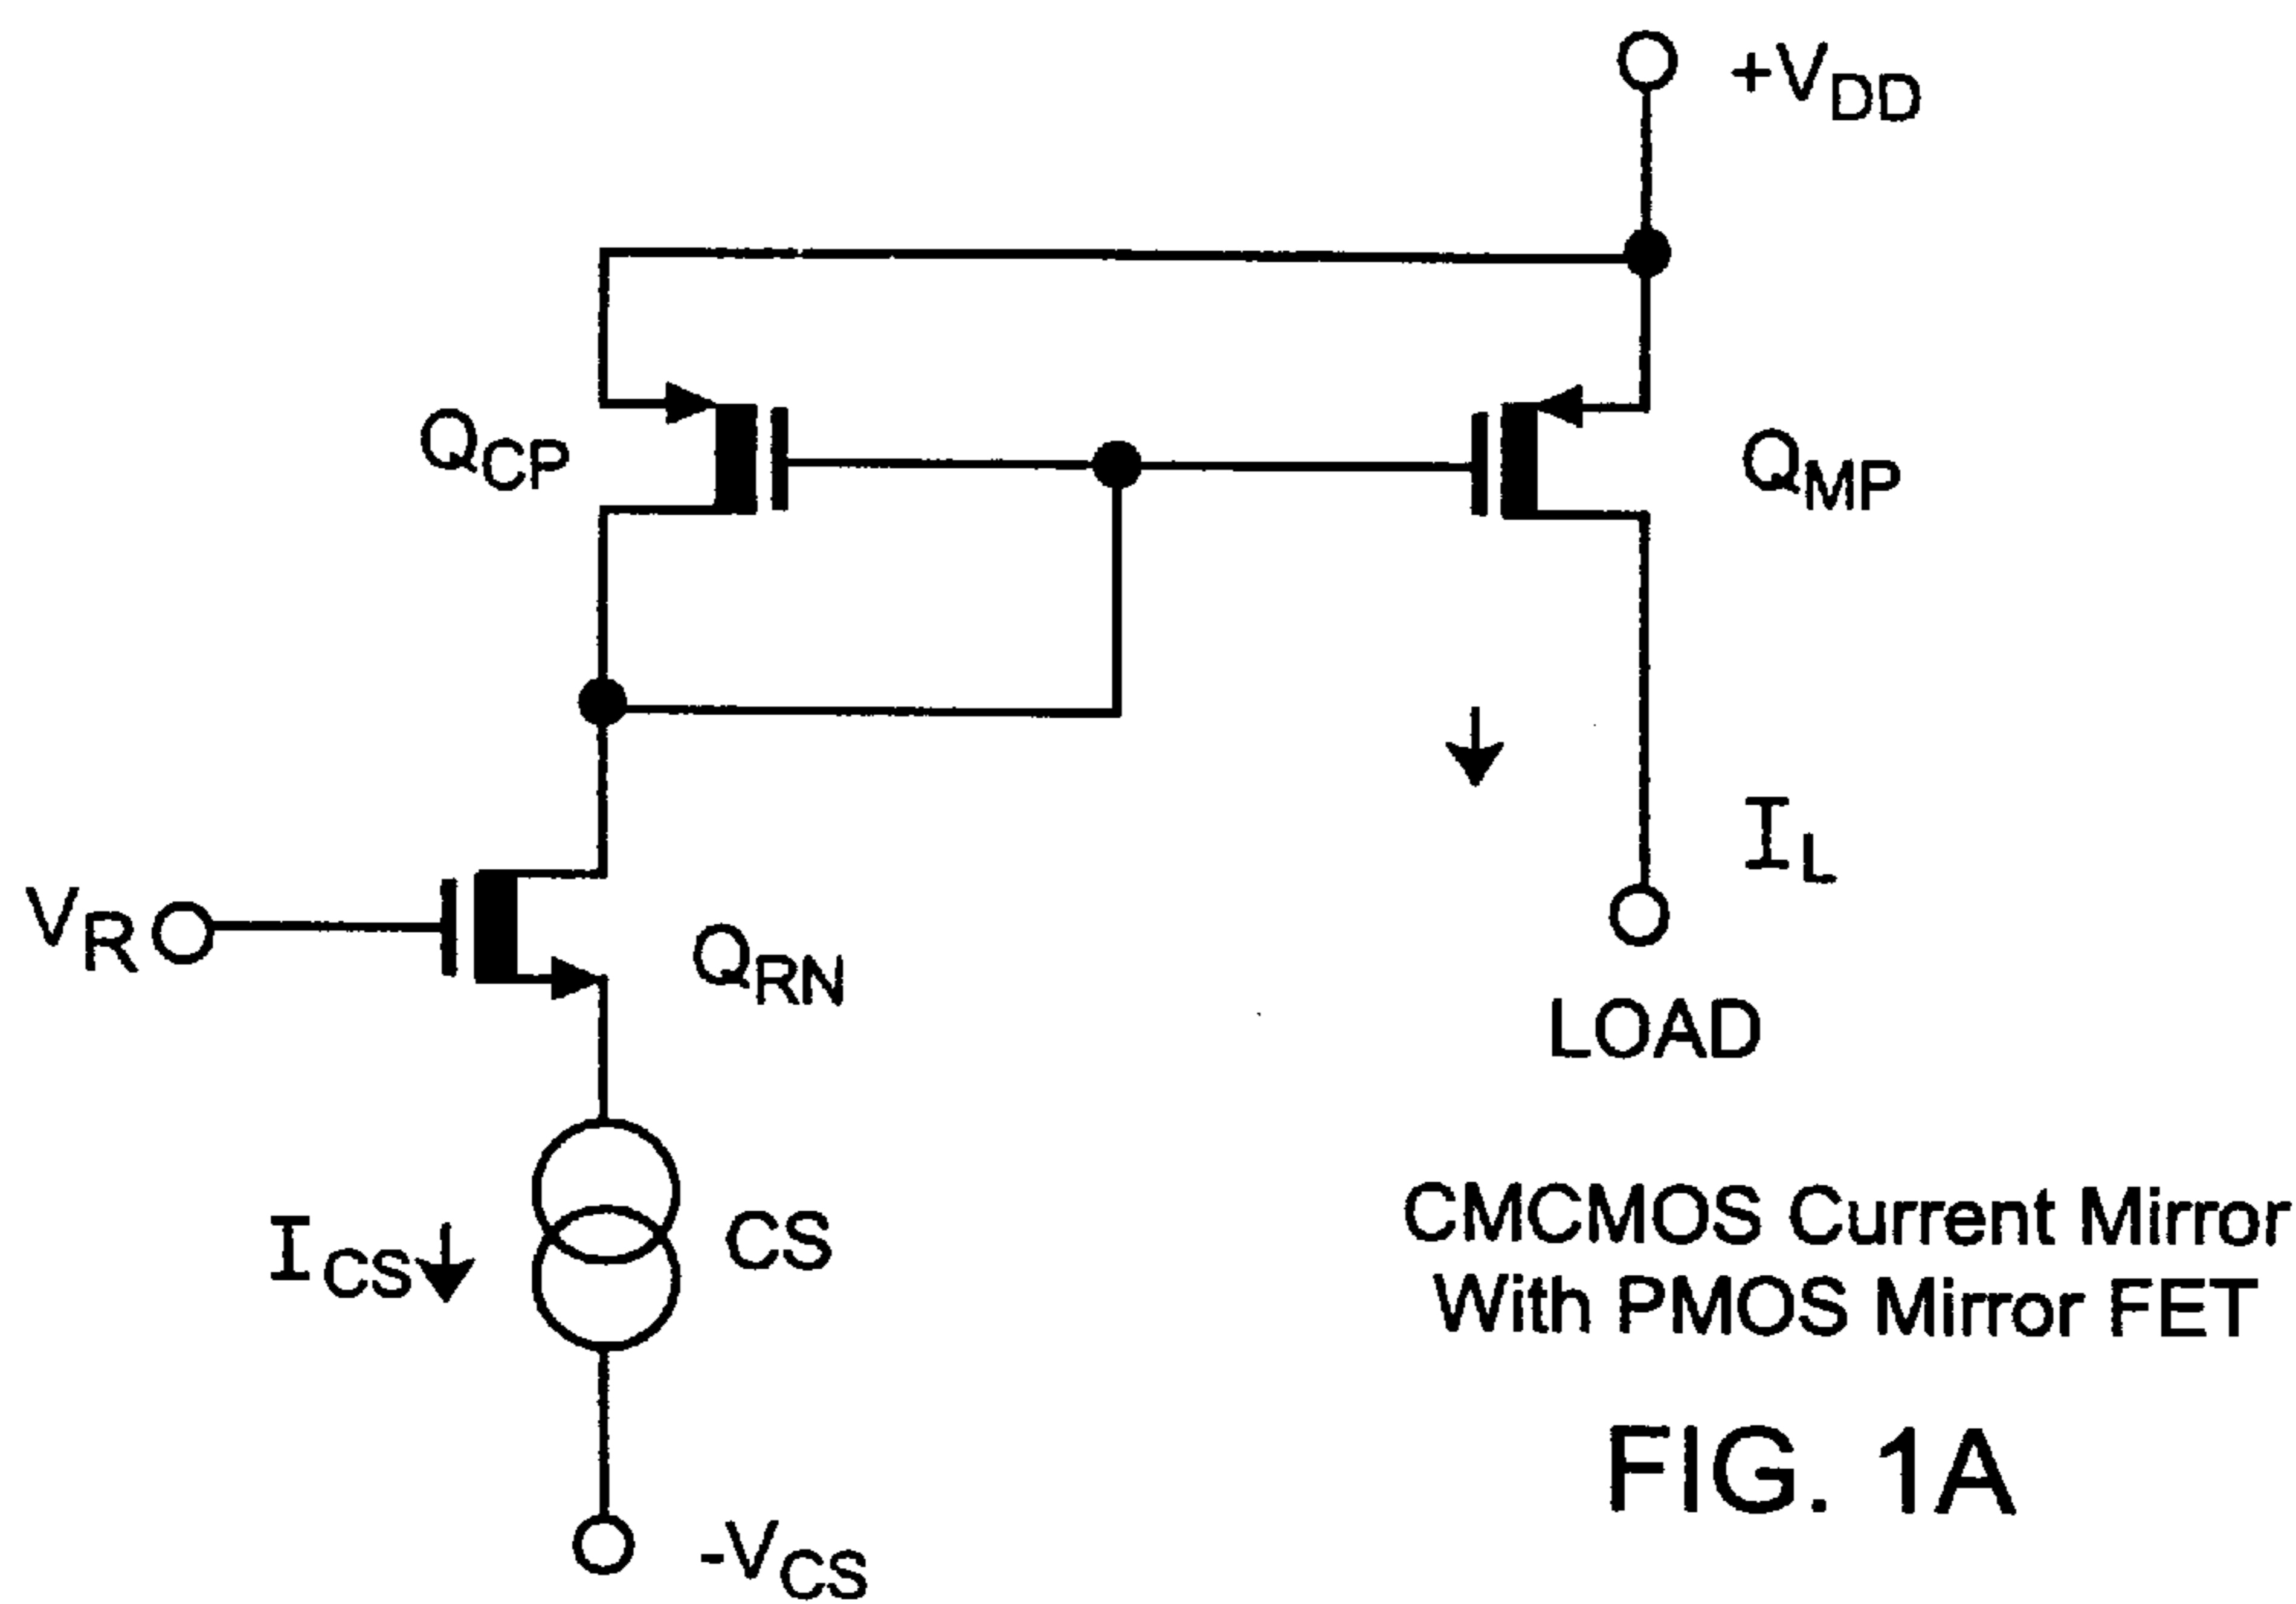 +VDD
QCP
QMP
VR
QRN
IL
LOAD
ICS
CS
CMCMOS Current Mirror
With PMOS Mirror FET
-VCS
FIG. 1A